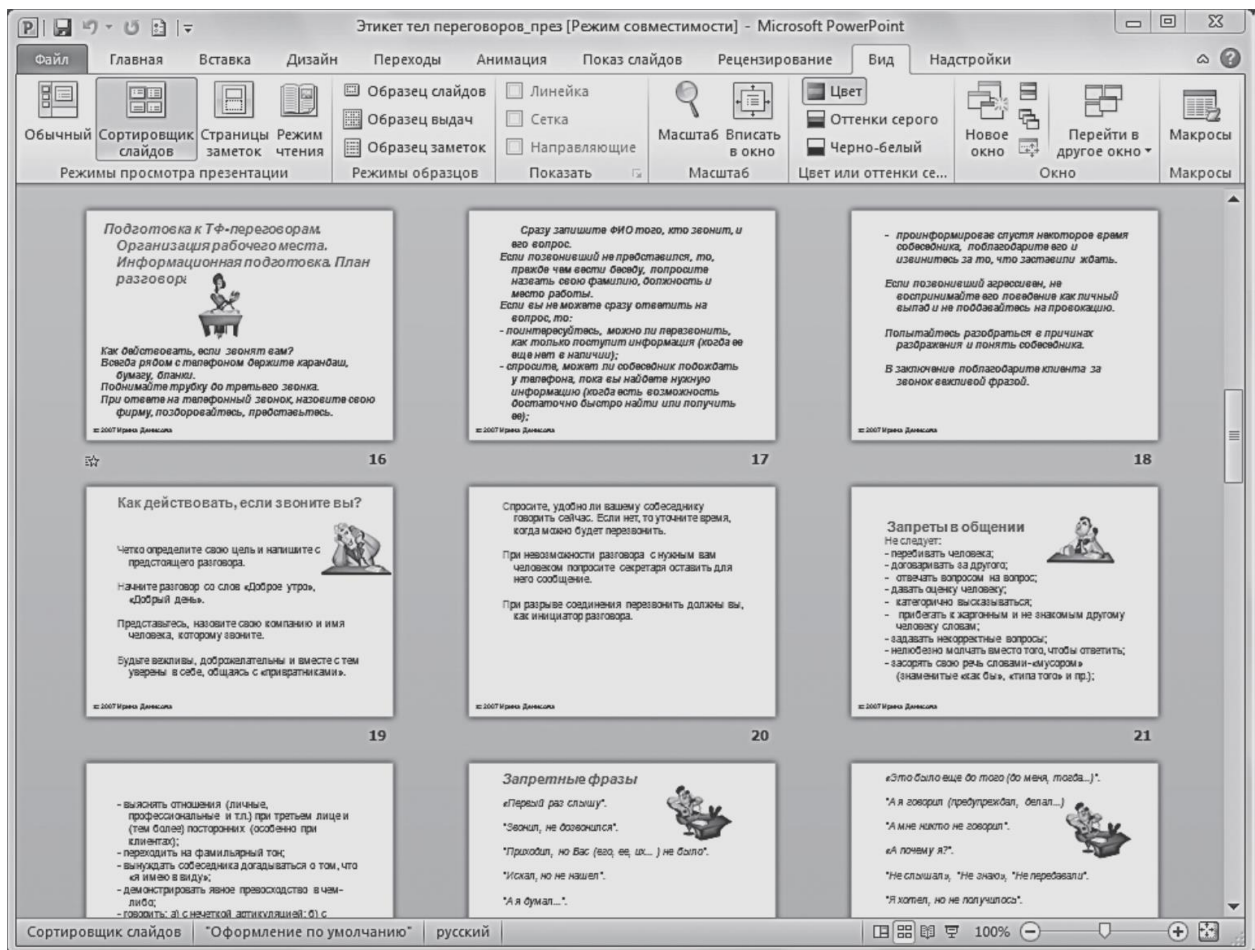 Этикет тел переговоров_през [Режим совместимости] - Microsoft PowerPoint
Файл Главная Вставка Дизайн Переходы Анимация Показ слайдов Рецензирование Вид Надстройки
Обычный Сортировщик слайдов Страницы заметок Режим чтения
Режимы просмотра презентации
Образец слайдов
Образец выдач
Образец заметок
Режимы образцов
Линейка
Сетка
Направляющие
Показать
Масштаб Вписать в окно
Масштаб
Цвет
Оттенки серого
Черно-белый
Цвет или оттенки се...
Новое окно
Перейти в другое окно
Окно
Макросы
Макросы
Подготовка к ТФ-переговорам.
Организация рабочего места.
Информационная подготовка. План
разговора
Как действовать, если звонят вам?
Всегда рядом с телефоном держите карандаш,
бумагу, бланки.
Поднимайте трубку до третьего звонка.
При ответе на телефонный звонок, назовите свою
фирму, поздоровайтесь, представьтесь.
© 2007 Ирина Денисова
16
Сразу запишите ФИО того, кто звонит, и
его вопрос.
Если позвонивший не представился, то,
прежде чем вести беседу, попросите
назвать свою фамилию, должность и
место работы.
Если вы не можете сразу ответить на
вопрос, то:
- поинтересуйтесь, можно ли перезвонить,
как только поступит информация (когда ее
еще нет в наличии);
- спросите, может ли собеседник подождать
у телефона, пока вы найдете нужную
информацию (когда есть возможность
достаточно быстро найти или получить
ее);
© 2007 Ирина Денисова
17
- проинформировав спустя некоторое время
собеседника, поблагодарите его и
извинитесь за то, что заставили ждать.
Если позвонивший агрессивен, не
воспринимайте его поведение как личный
выпад и не поддавайтесь на провокацию.
Попытайтесь разобраться в причинах
раздражения и понять собеседника.
В заключение поблагодарите клиента за
звонок вежливой фразой.
© 2007 Ирина Денисова
18
Как действовать, если звоните вы?
Четко определите свою цель и напишите с
предстоящего разговора.
Начните разговор со слов «Доброе утро»,
«Добрый день».
Представьтесь, назовите свою компанию и имя
человека, которому звоните.
Будьте вежливы, доброжелательны и вместе с тем
уверены в себе, общаясь с «привратниками».
© 2007 Ирина Денисова
19
Спросите, удобно ли вашему собеседнику
говорить сейчас. Если нет, то уточните время,
когда можно будет перезвонить.
При невозможности разговора с нужным вам
человеком попросите секретаря оставить для
него сообщение.
При разрыве соединения перезвонить должны вы,
как инициатор разговора.
© 2007 Ирина Денисова
20
Запреты в общении
Не следует:
- перебивать человека;
- договаривать за другого;
- отвечать вопросом на вопрос;
- давать оценку человеку;
- категорично высказываться;
- прибегать к жаргонным и не знакомым другому
человеку словам;
- задавать некорректные вопросы;
- нелюбезно молчать вместо того, чтобы ответить;
- засорять свою речь словами-«мусором»
(знаменитые «как бы», «типа того» и пр.);
© 2007 Ирина Денисова
21
- выяснять отношения (личные,
профессиональные и т.п.) при третьем лице и
(тем более) посторонних (особенно при
клиентах);
- переходить на фамильярный тон;
- вынуждать собеседника догадываться о том, что
«я имею в виду»;
- демонстрировать явное превосходство в чем-
либо;
- говорить: а) с нечеткой артикуляцией; б) с
Запретные фразы
«Первый раз слышу".
"Звонил, не дозвонился".
"Приходил, но Вас (его, ее, их... ) не было".
"Искал, но не нашел".
"А я думал...".
«Это было еще до того (до меня, тогда...)".
"А я говорил (предупреждал, делал...)
"А мне никто не говорил".
«А почему я?".
"Не слышал», "Не знаю», "Не передавали".
"Я хотел, но не получилось".
Сортировщик слайдов "Оформление по умолчанию" русский 100%